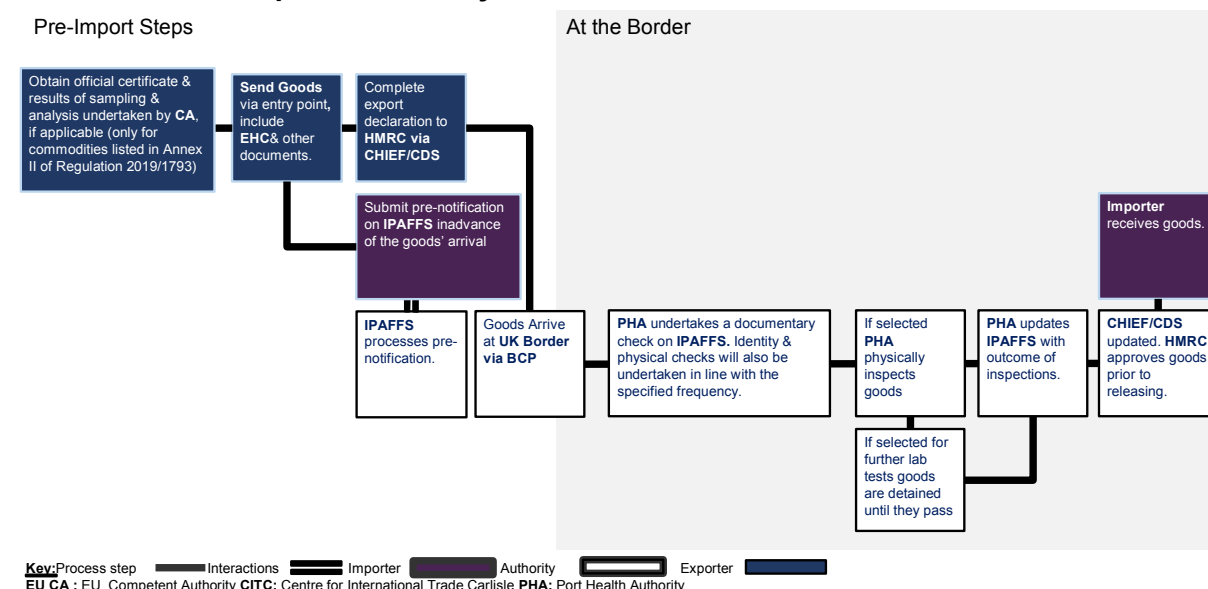 Pre-Import Steps
At the Border
Obtain official certificate &
results of sampling &
analysis undertaken by CA,
if applicable (only for
commodities listed in Annex
II of Regulation 2019/1793)
Send Goods
via entry point,
include
EHC& other
documents.
Complete
export
declaration to
HMRC via
CHIEF/CDS
Submit pre-notification
on IPAFFS inadvance
of the goods' arrival
Importer
receives goods.
IPAFFS
processes pre-
notification.
Goods Arrive
at UK Border
via BCP
PHA undertakes a documentary
check on IPAFFS. Identity &
physical checks will also be
undertaken in line with the
specified frequency.
If selected
PHA
physically
inspects
goods
PHA updates
IPAFFS with
outcome of
inspections.
CHIEF/CDS
updated. HMRC
approves goods
prior to
releasing.
If selected for
further lab
tests goods
are detained
until they pass
Key:Process step Interactions Importer Authority Exporter
EU CA : EU Competent Authority CITC: Centre for International Trade Carlisle PHA: Port Health Authority